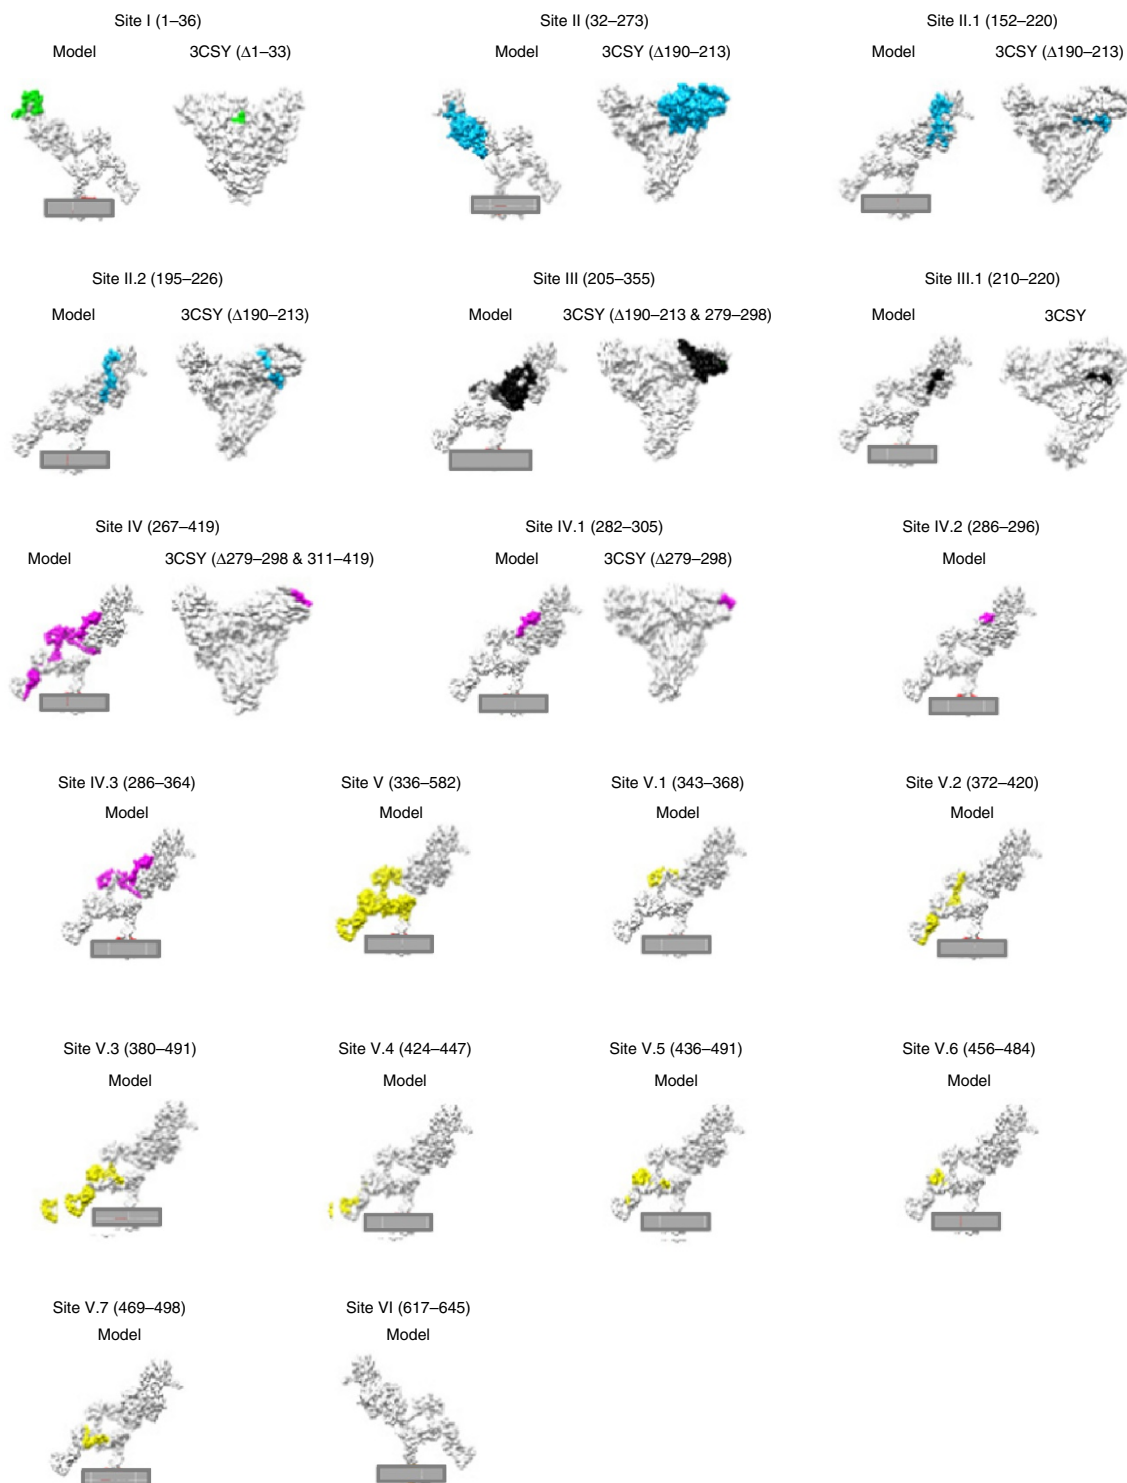 Site I (1–36)
Model
3CSY (Δ1–33)
Site II (32–273)
Model
3CSY (Δ190–213)
Site II.1 (152–220)
Model
3CSY (Δ190–213)
Site II.2 (195–226)
Model
3CSY (Δ190–213)
Site III (205–355)
Model
3CSY (Δ190–213 & 279–298)
Site III.1 (210–220)
Model
3CSY
Site IV (267–419)
Model
3CSY (Δ279–298 & 311–419)
Site IV.1 (282–305)
Model
3CSY (Δ279–298)
Site IV.2 (286–296)
Model
Site IV.3 (286–364)
Model
Site V (336–582)
Model
Site V.1 (343–368)
Model
Site V.2 (372–420)
Model
Site V.3 (380–491)
Model
Site V.4 (424–447)
Model
Site V.5 (436–491)
Model
Site V.6 (456–484)
Model
Site V.7 (469–498)
Model
Site VI (617–645)
Model